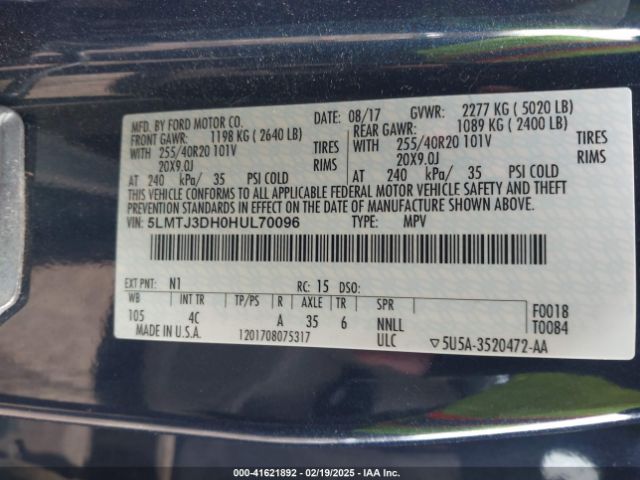 MFD. BY FORD MOTOR CO. DATE: 08/17 GVWR: 2277 KG ( 5020 LB)
FRONT GAWR: 1198 KG ( 2640 LB) REAR GAWR: 1089 KG ( 2400 LB)
WITH 255/40R20 101V TIRES WITH 255/40R20 101V TIRES
20X9.0J RIMS 20X9.0J RIMS
AT 240 kPa/ 35 PSI COLD AT 240 kPa/ 35 PSI COLD
THIS VEHICLE CONFORMS TO ALL APPLICABLE FEDERAL MOTOR VEHICLE SAFETY AND THEFT
PREVENTION STANDARDS IN EFFECT ON THE DATE OF MANUFACTURE SHOWN ABOVE.
VIN: 5LMTJ3DH0HUL70096 TYPE: MPV
EXT PNT: N1 RC: 15 DSO:
WB INT TR TP/PS R AXLE TR SPR F0018
105 4C A 35 6 NNLL T0084
MADE IN U.S.A. 1201708075317 ULC ▽5U5A-3520472-AA
000-41621892 - 02/19/2025 - IAA Inc.